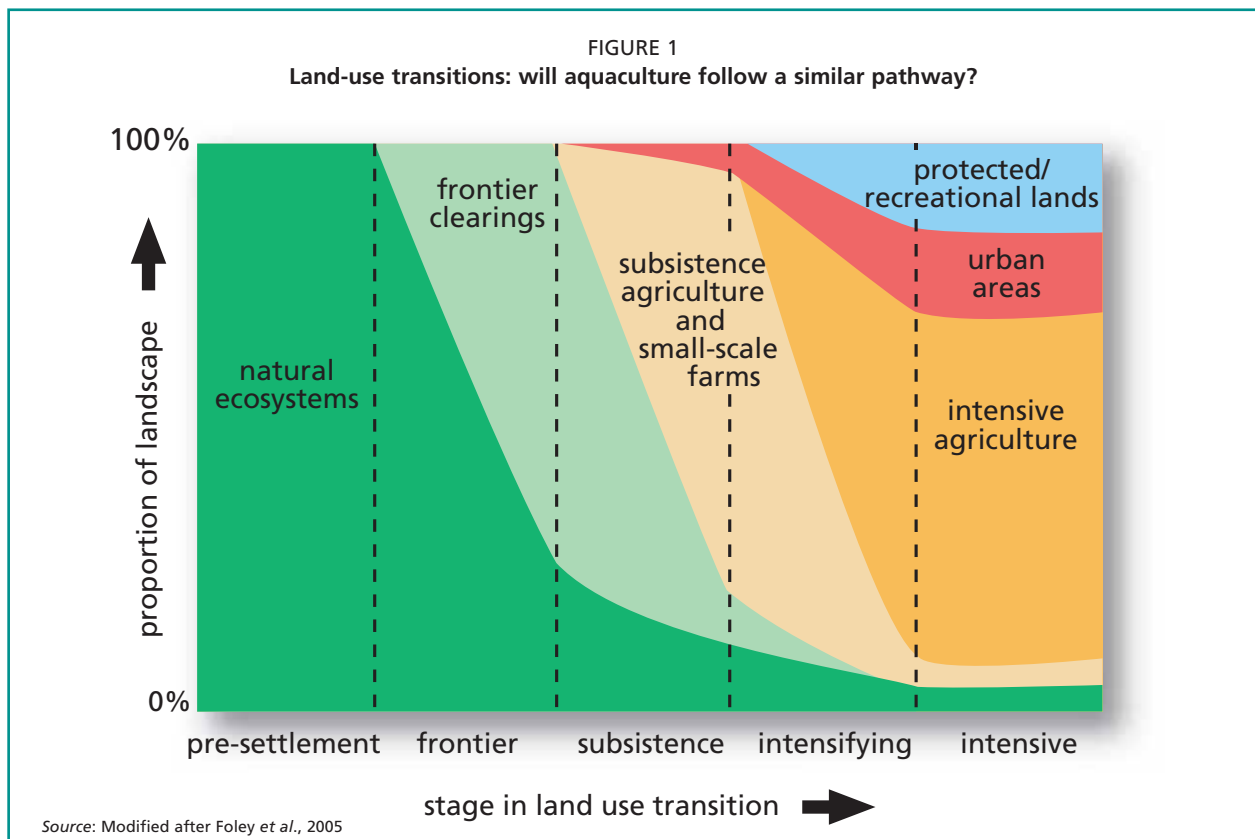 FIGURE 1
Land-use transitions: will aquaculture follow a similar pathway?
100%
proportion of landscape
0%
natural
ecosystems
frontier
clearings
subsistence
agriculture
and
small-scale
farms
protected/
recreational lands
urban
areas
intensive
agriculture
pre-settlement
frontier
subsistence
intensifying
intensive
stage in land use transition
Source: Modified after Foley et al., 2005